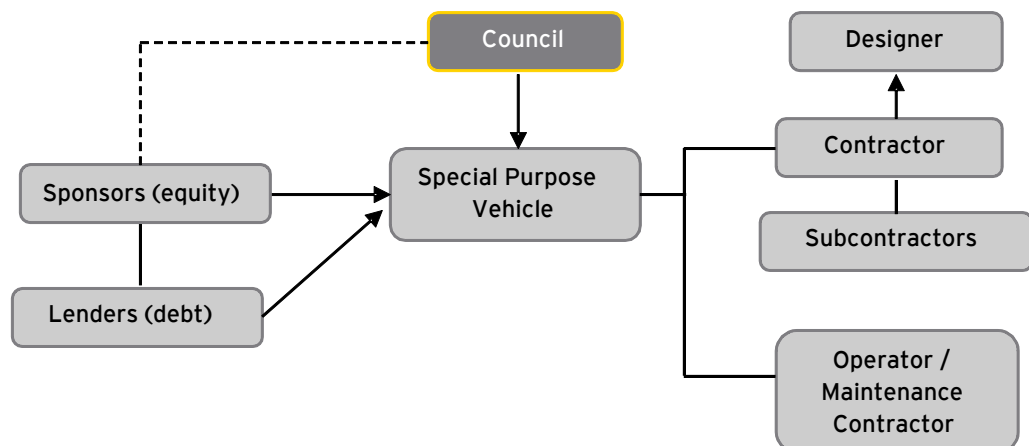 Council
Designer
Contractor
Sponsors (equity)
Special Purpose
Vehicle
Subcontractors
Lenders (debt)
Operator /
Maintenance
Contractor